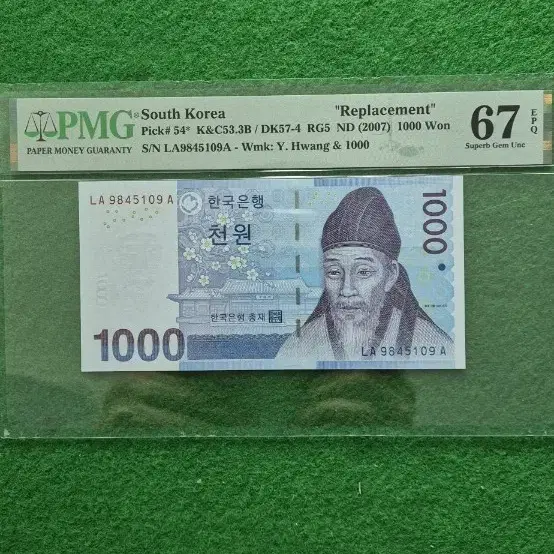 PMG® South Korea "Replacement" 67 EPQ
PAPER MONEY GUARANTY Pick# 54* K&C53.3B / DK57-4 RG5 ND (2007) 1000 Won Superb Gem Unc
S/N LA9845109A - Wmk: Y. Hwang & 1000
LA 9845109 A
한국은행
천원
1000
한국은행 총재
1000
LA 9845109 A